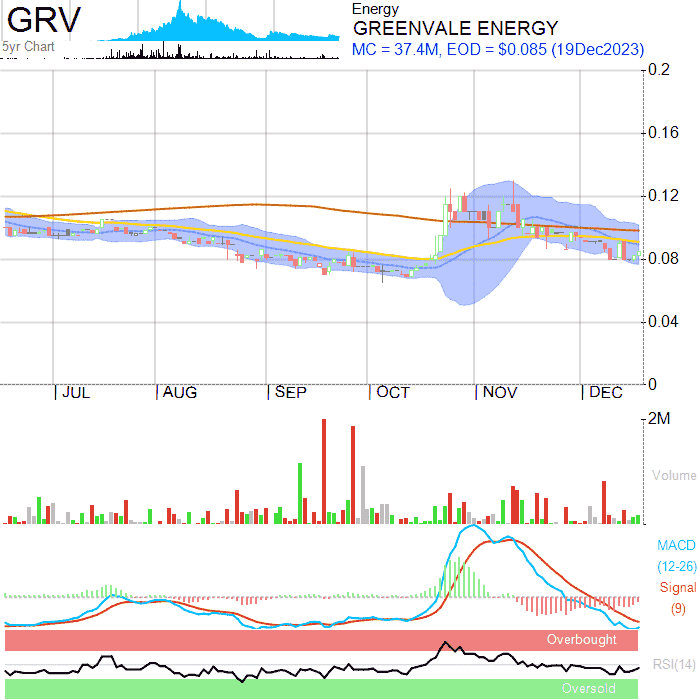 GRV
5yr Chart
Energy
GREENVALE ENERGY
MC = 37.4M, EOD = $0.085 (19Dec2023)
0.2
0.16
0.12
0.08
0.04
0
JUL AUG SEP OCT NOV DEC
2M
Volume
MACD
(12-26)
Signal
(9)
Overbought
RSI(14)
Oversold